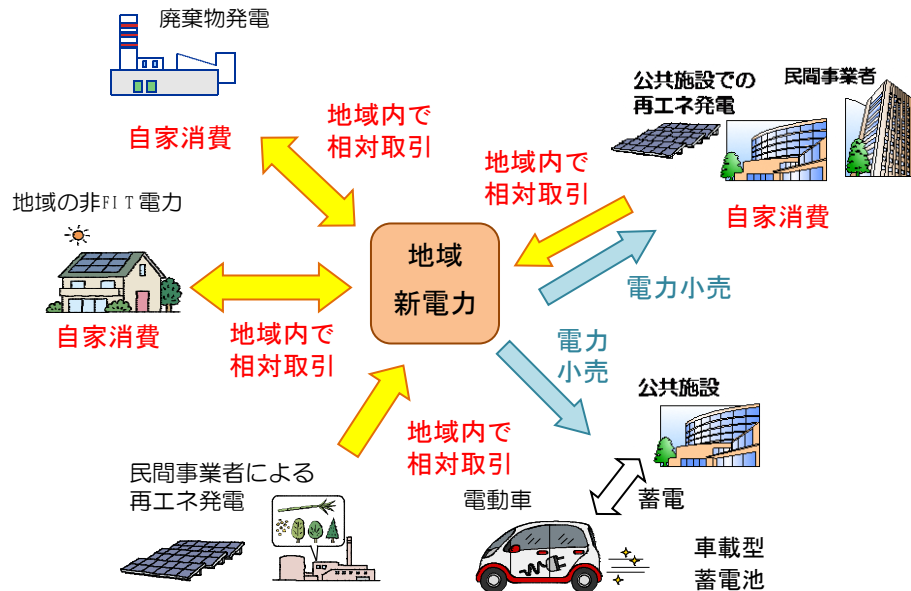 廃棄物発電
自家消費
地域内で
相対取引
公共施設での
再エネ発電
民間事業者
地域内で
相対取引
自家消費
電力小売
地域の非FIT電力
自家消費
地域内で
相対取引
地域
新電力
電力
小売
公共施設
地域内で
相対取引
民間事業者による
再エネ発電
電動車
蓄電
車載型
蓄電池